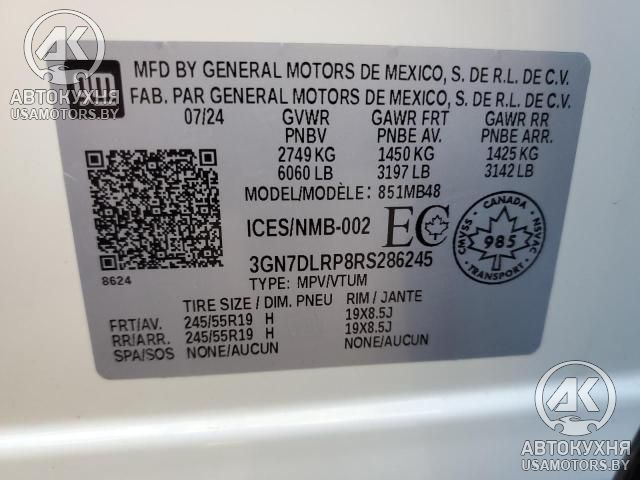 gm
MFD BY GENERAL MOTORS DE MEXICO, S. DE R.L. DE C.V.
FAB. PAR GENERAL MOTORS DE MEXICO, S. DE R.L. DE C.V.
07/24 GVWR GAWR FRT GAWR RR
PNBV PNBE AV. PNBE ARR.
2749 KG 1450 KG 1425 KG
6060 LB 3197 LB 3142 LB
MODEL/MODÈLE: 851MB48
ICES/NMB-002 EC
CANADA
CMVSS 985 NSVAC
TRANSPORT
3GN7DLRP8RS286245
8624
TYPE: MPV/VTUM
TIRE SIZE / DIM. PNEU RIM / JANTE
FRT/AV. 245/55R19 H 19X8.5J
RR/ARR. 245/55R19 H 19X8.5J
SPA/SOS NONE/AUCUN NONE/AUCUN
АК
АВТОКУХНЯ
USAMOTORS.BY
АК
АВТОКУХНЯ
USAMOTORS.BY